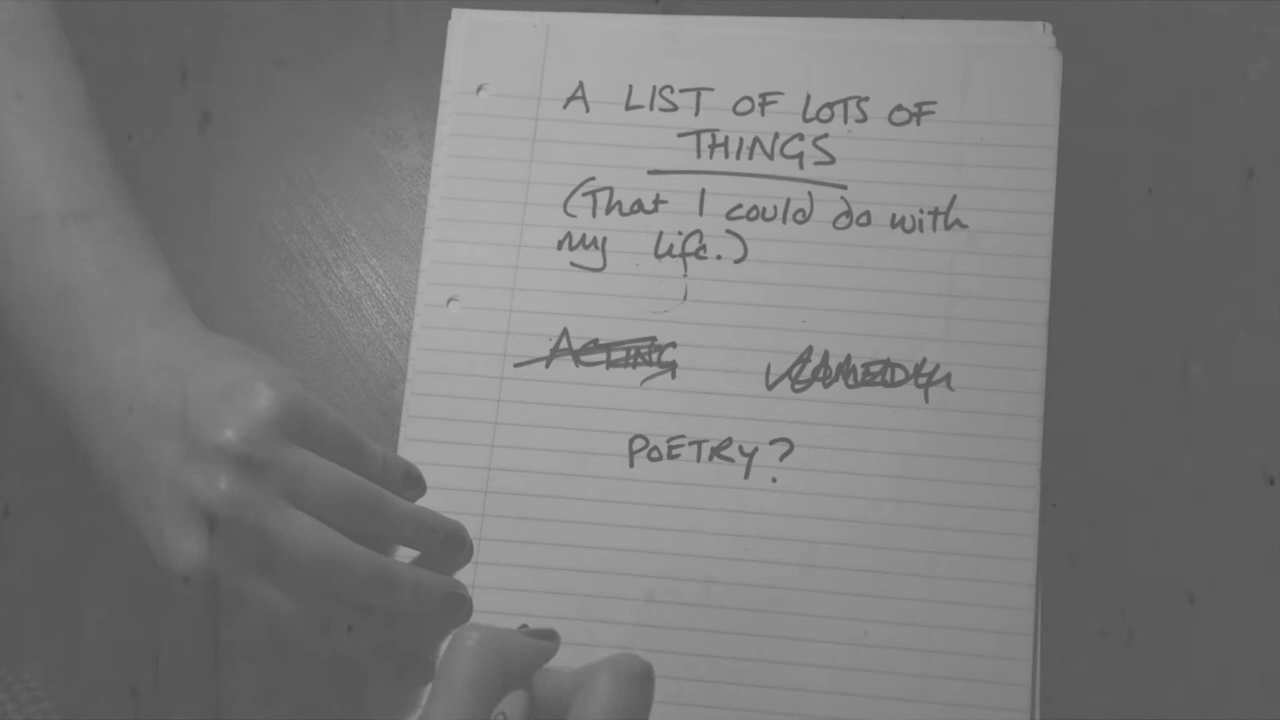 A LIST OF LOTS OF
THINGS
(That I could do with
my life.)
ACTING
POETRY?